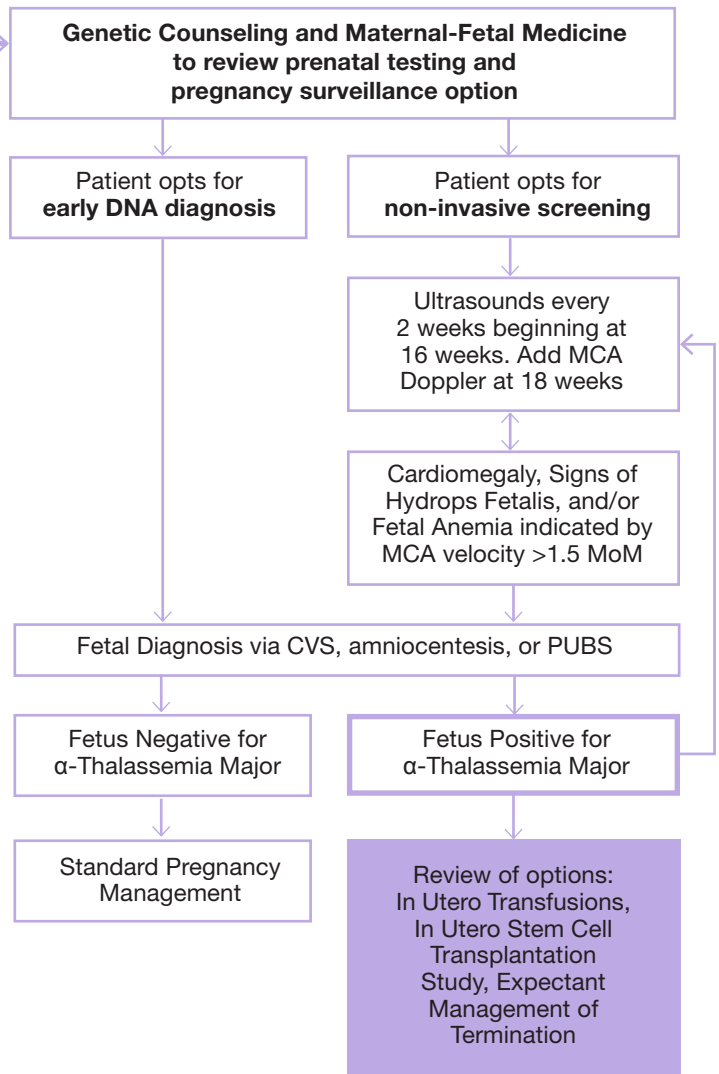 Genetic Counseling and Maternal-Fetal Medicine
to review prenatal testing and
pregnancy surveillance option
Patient opts for
early DNA diagnosis
Patient opts for
non-invasive screening
Ultrasounds every
2 weeks beginning at
16 weeks. Add MCA
Doppler at 18 weeks
Cardiomegaly, Signs of
Hydrops Fetalis, and/or
Fetal Anemia indicated by
MCA velocity >1.5 MoM
Fetal Diagnosis via CVS, amniocentesis, or PUBS
Fetus Negative for
α-Thalassemia Major
Fetus Positive for
α-Thalassemia Major
Standard Pregnancy
Management
Review of options:
In Utero Transfusions,
In Utero Stem Cell
Transplantation
Study, Expectant
Management of
Termination